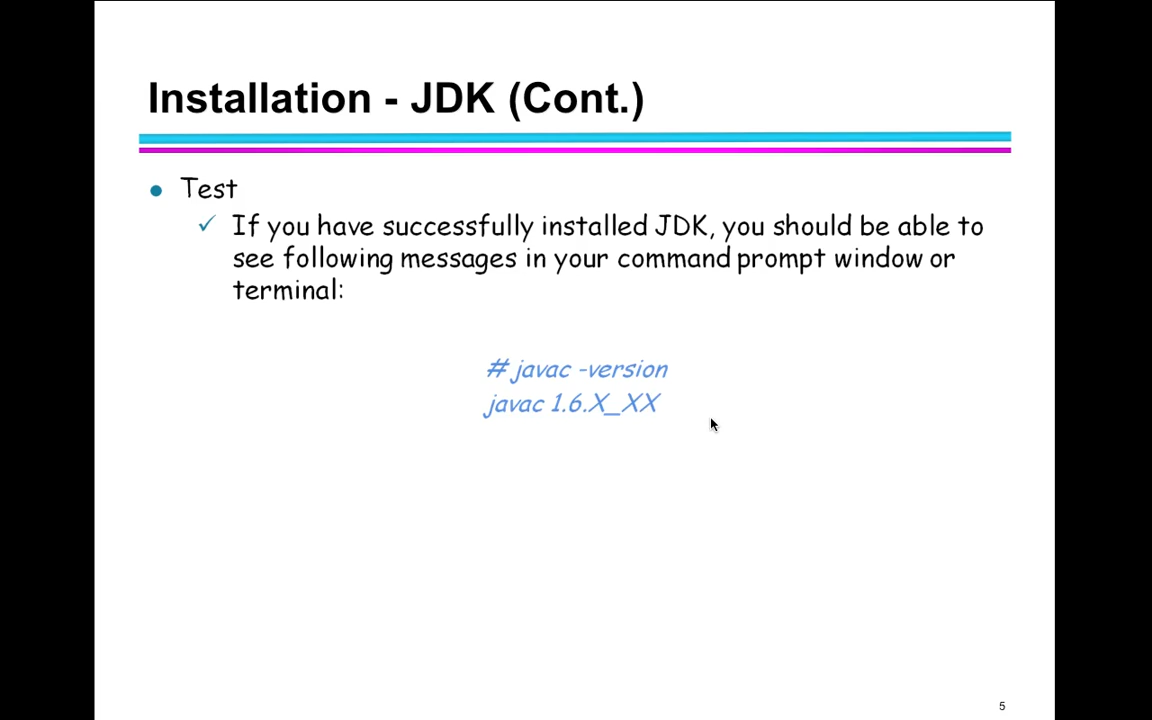 Installation - JDK (Cont.)
Test
If you have successfully installed JDK, you should be able to
see following messages in your command prompt window or
terminal:
# javac -version
javac 1.6.X_XX
5